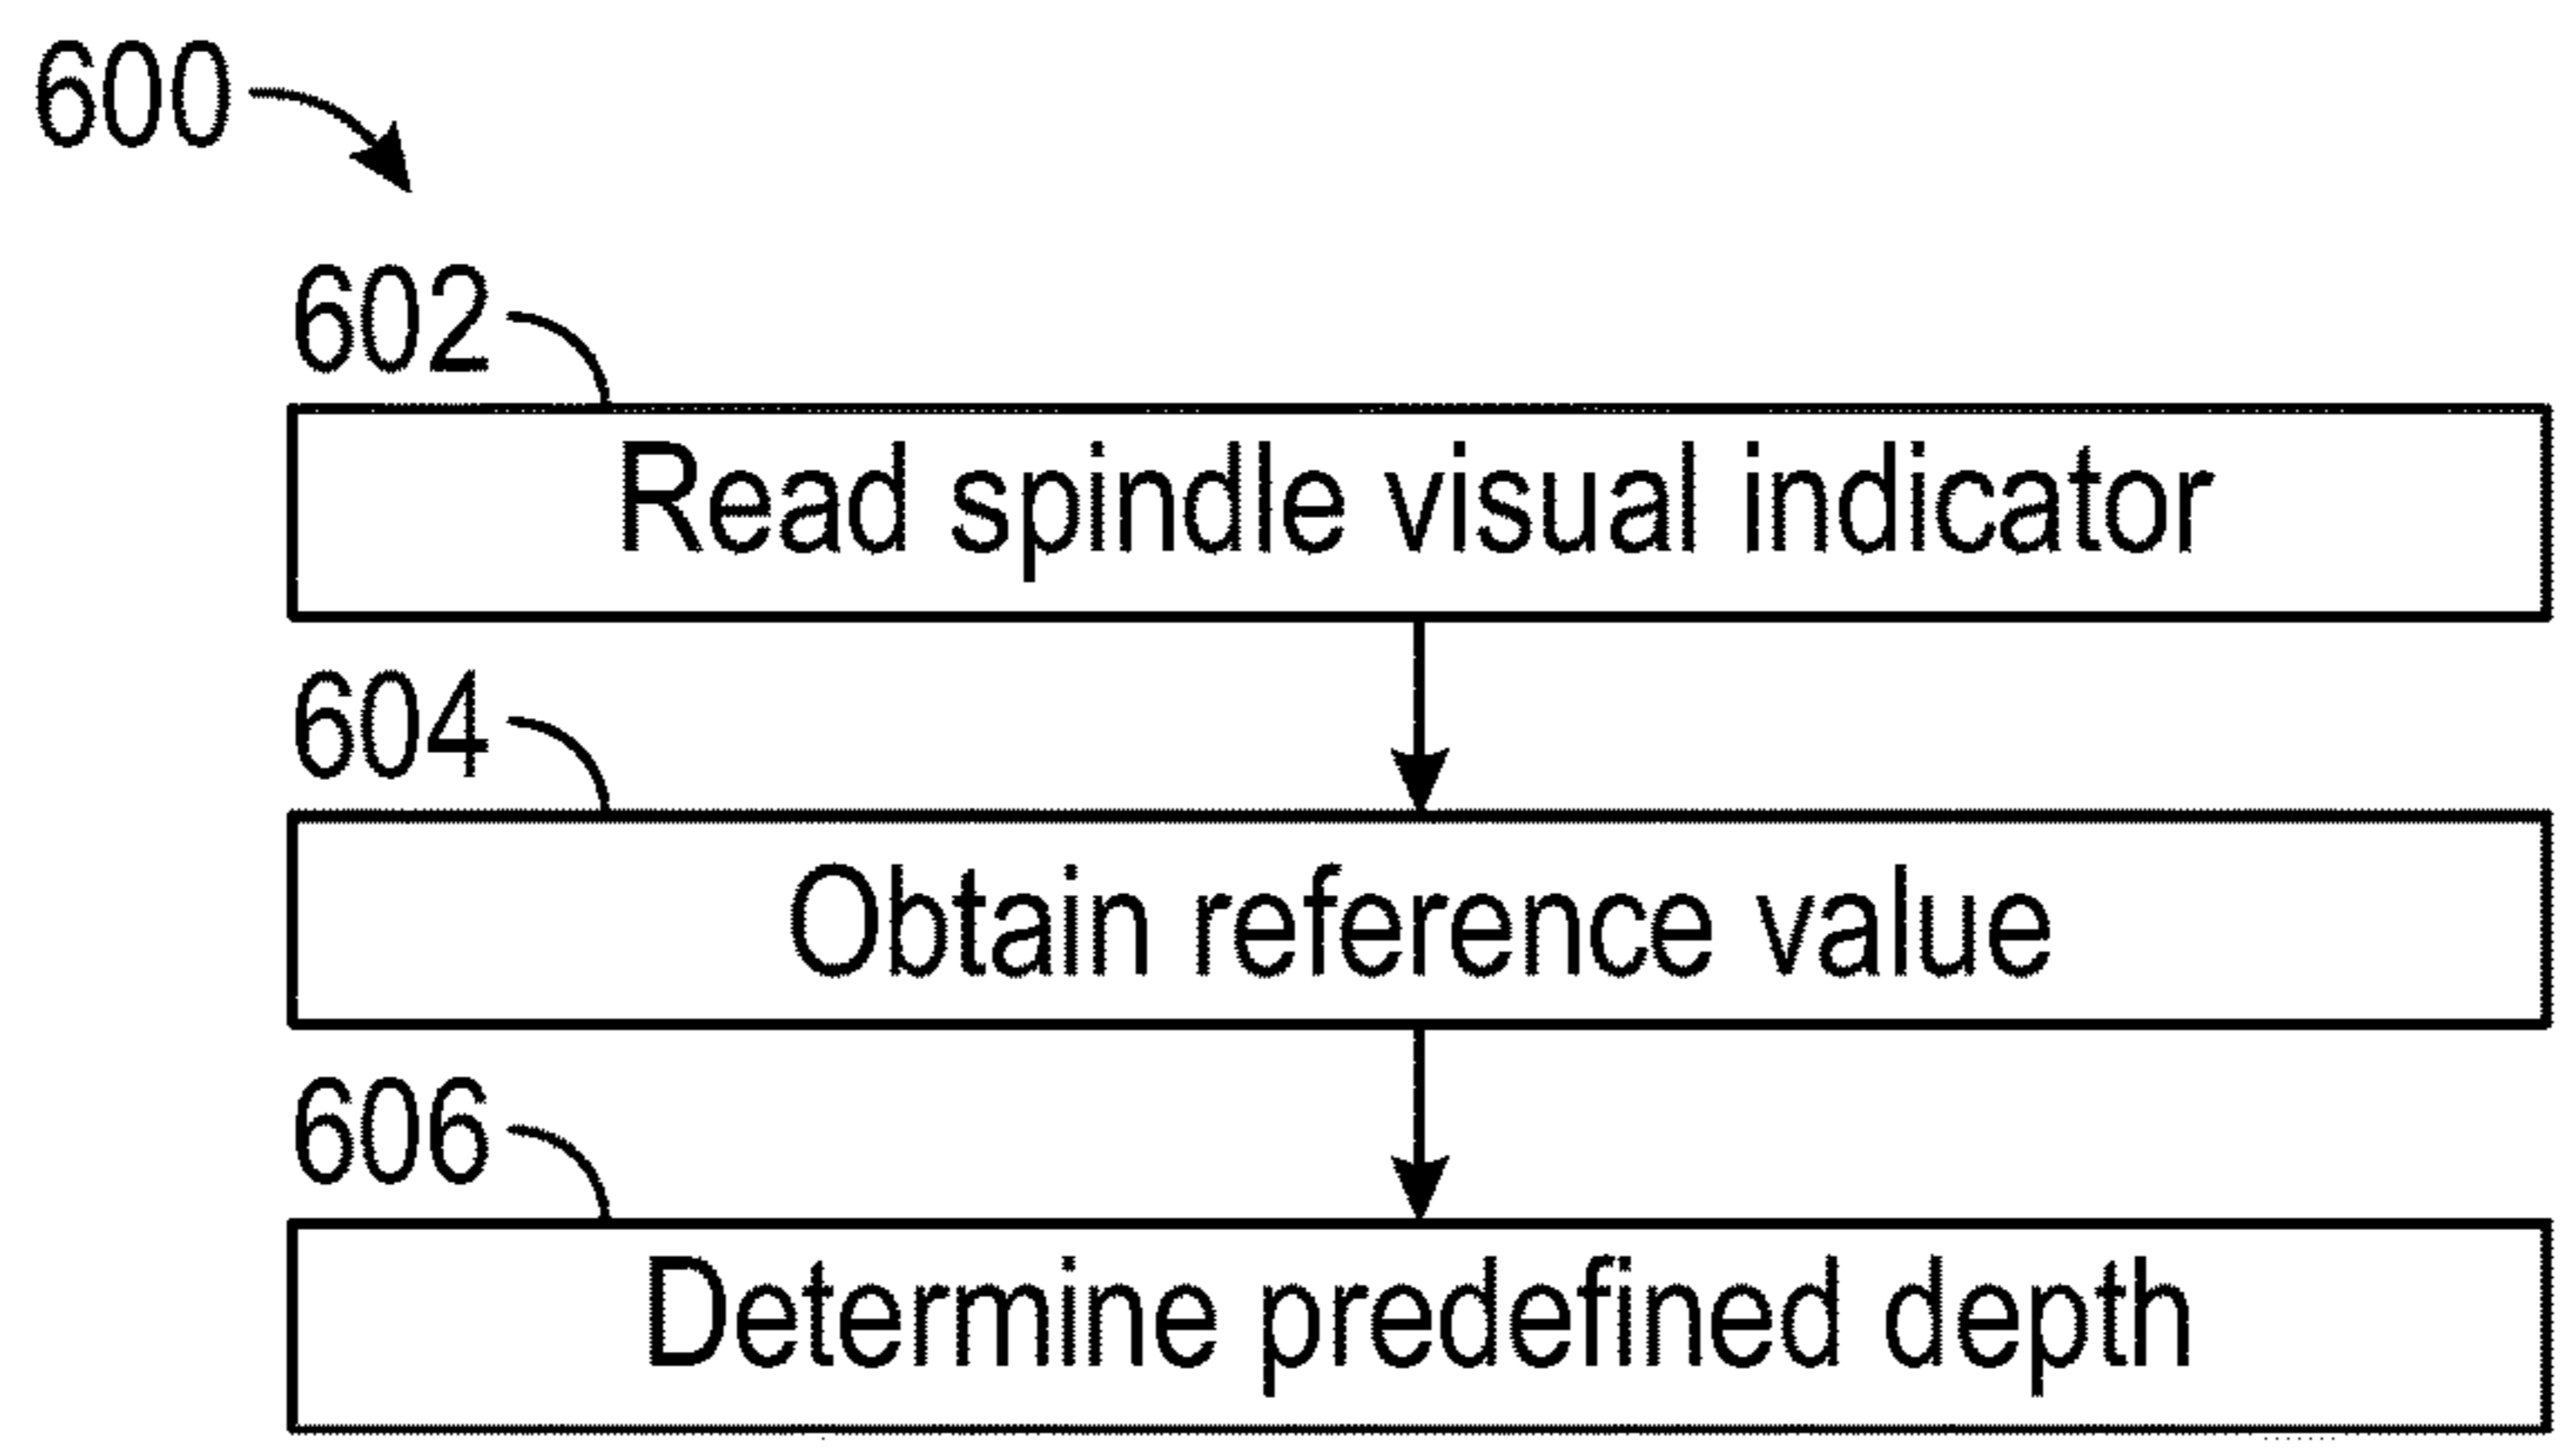 600
602
Read spindle visual indicator
604
Obtain reference value
606
Determine predefined depth